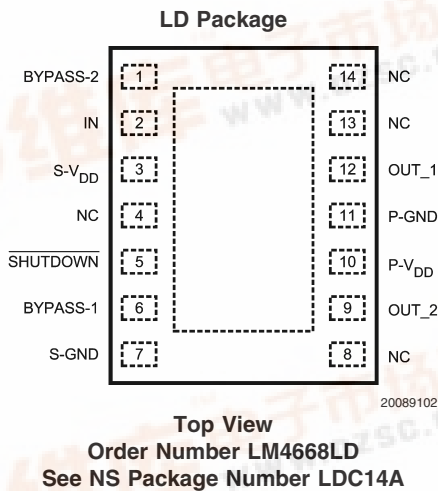 LD Package
BYPASS-2 1 14 NC
IN 2 13 NC
S-VDD 3 12 OUT_1
NC 4 11 P-GND
SHUTDOWN 5 10 P-VDD
BYPASS-1 6 9 OUT_2
S-GND 7 8 NC
20089102
Top View
Order Number LM4668LD
See NS Package Number LDC14A